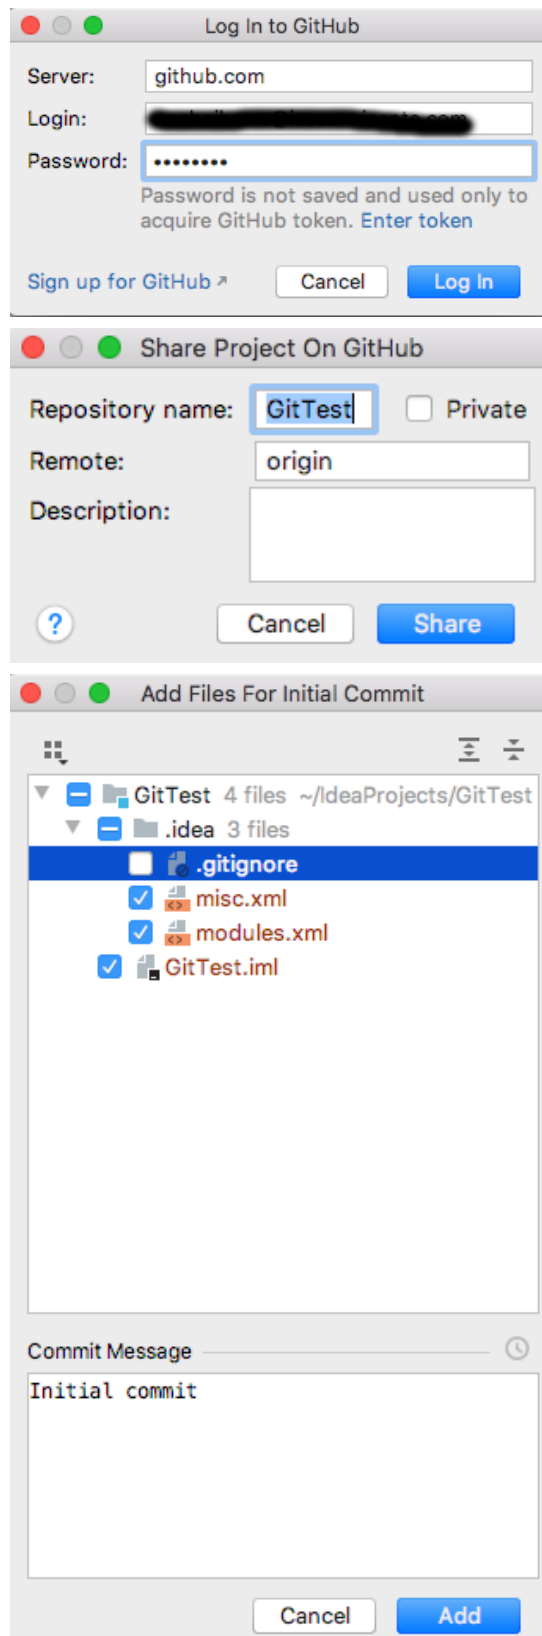 Log In to GitHub
Server: github.com
Login:
Password: ••••••••
Password is not saved and used only to
acquire GitHub token. Enter token
Sign up for GitHub ↗ Cancel Log In
Share Project On GitHub
Repository name: GitTest Private
Remote: origin
Description:
? Cancel Share
Add Files For Initial Commit
GitTest 4 files ~/IdeaProjects/GitTest
.idea 3 files
.gitignore
misc.xml
modules.xml
GitTest.iml
Commit Message
Initial commit
Cancel Add